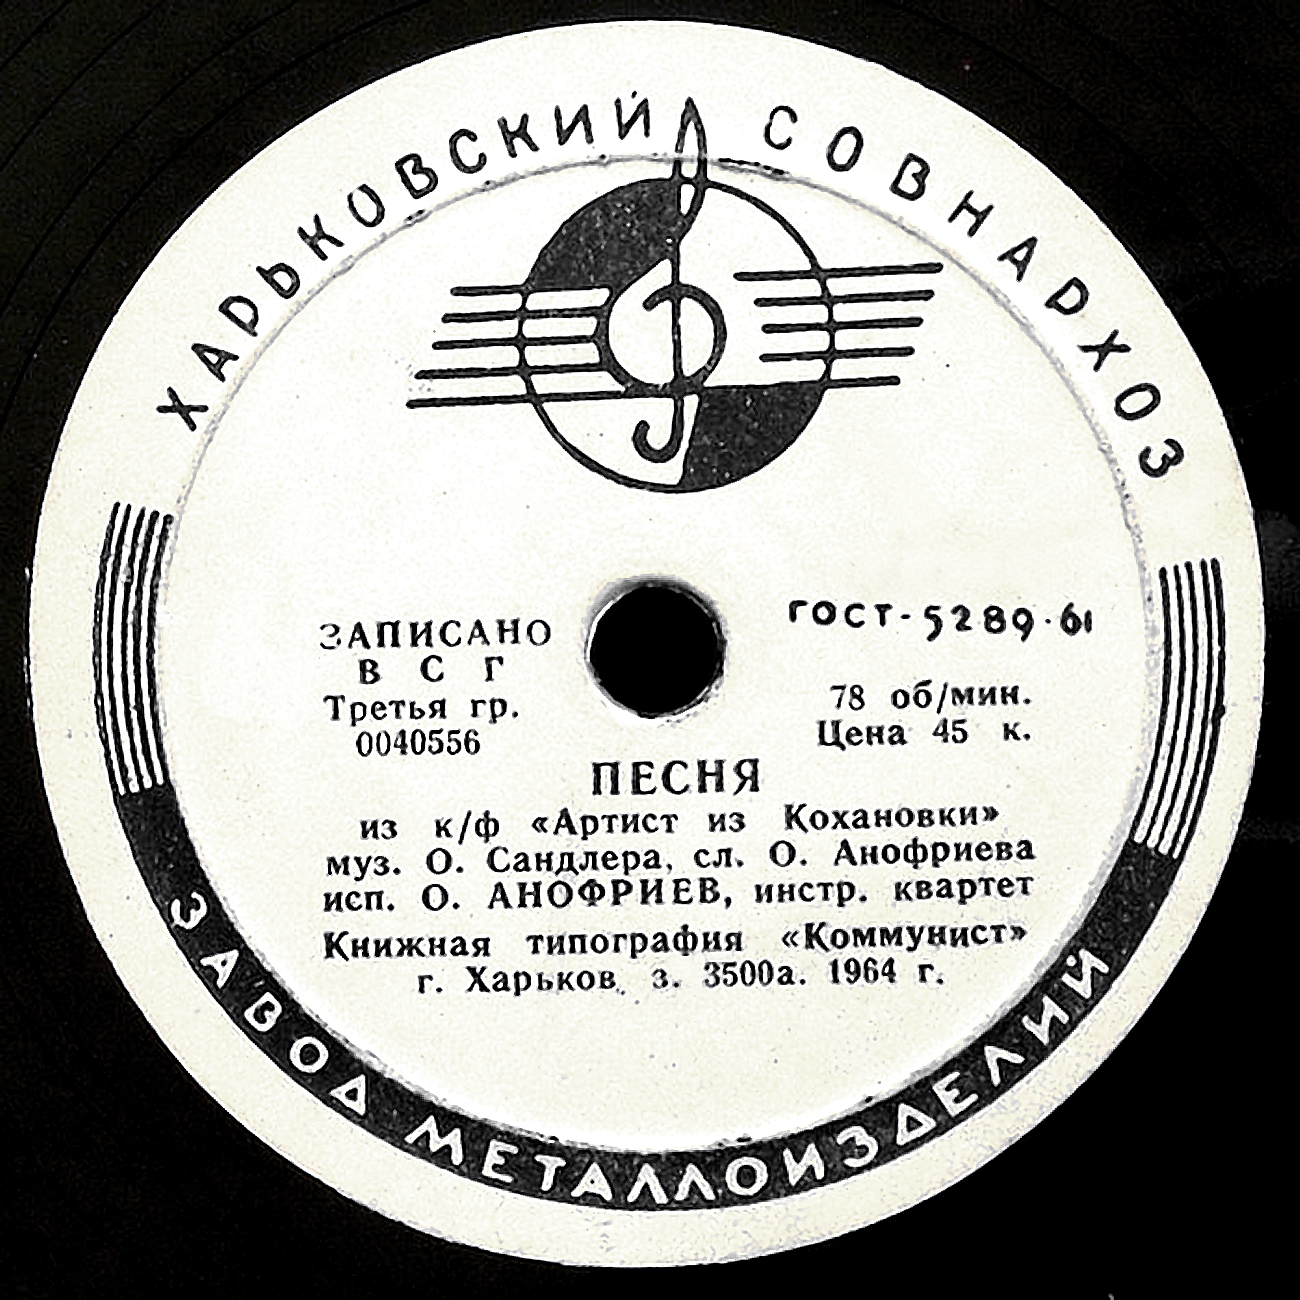 ХАРЬКОВСКИЙ СОВНАРХОЗ
ЗАПИСАНО
В С Г
Третья гр.
0040556
ГОСТ-5289·61
78 об/мин.
Цена 45 к.
ПЕСНЯ
из к/ф «Артист из Кохановки»
муз. О. Сандлера, сл. О. Анофриева
исп. О. АНОФРИЕВ, инстр. квартет
Книжная типография «Коммунист»
г. Харьков, з. 3500а. 1964 г.
ЗАВОД МЕТАЛЛОИЗДЕЛИЙ